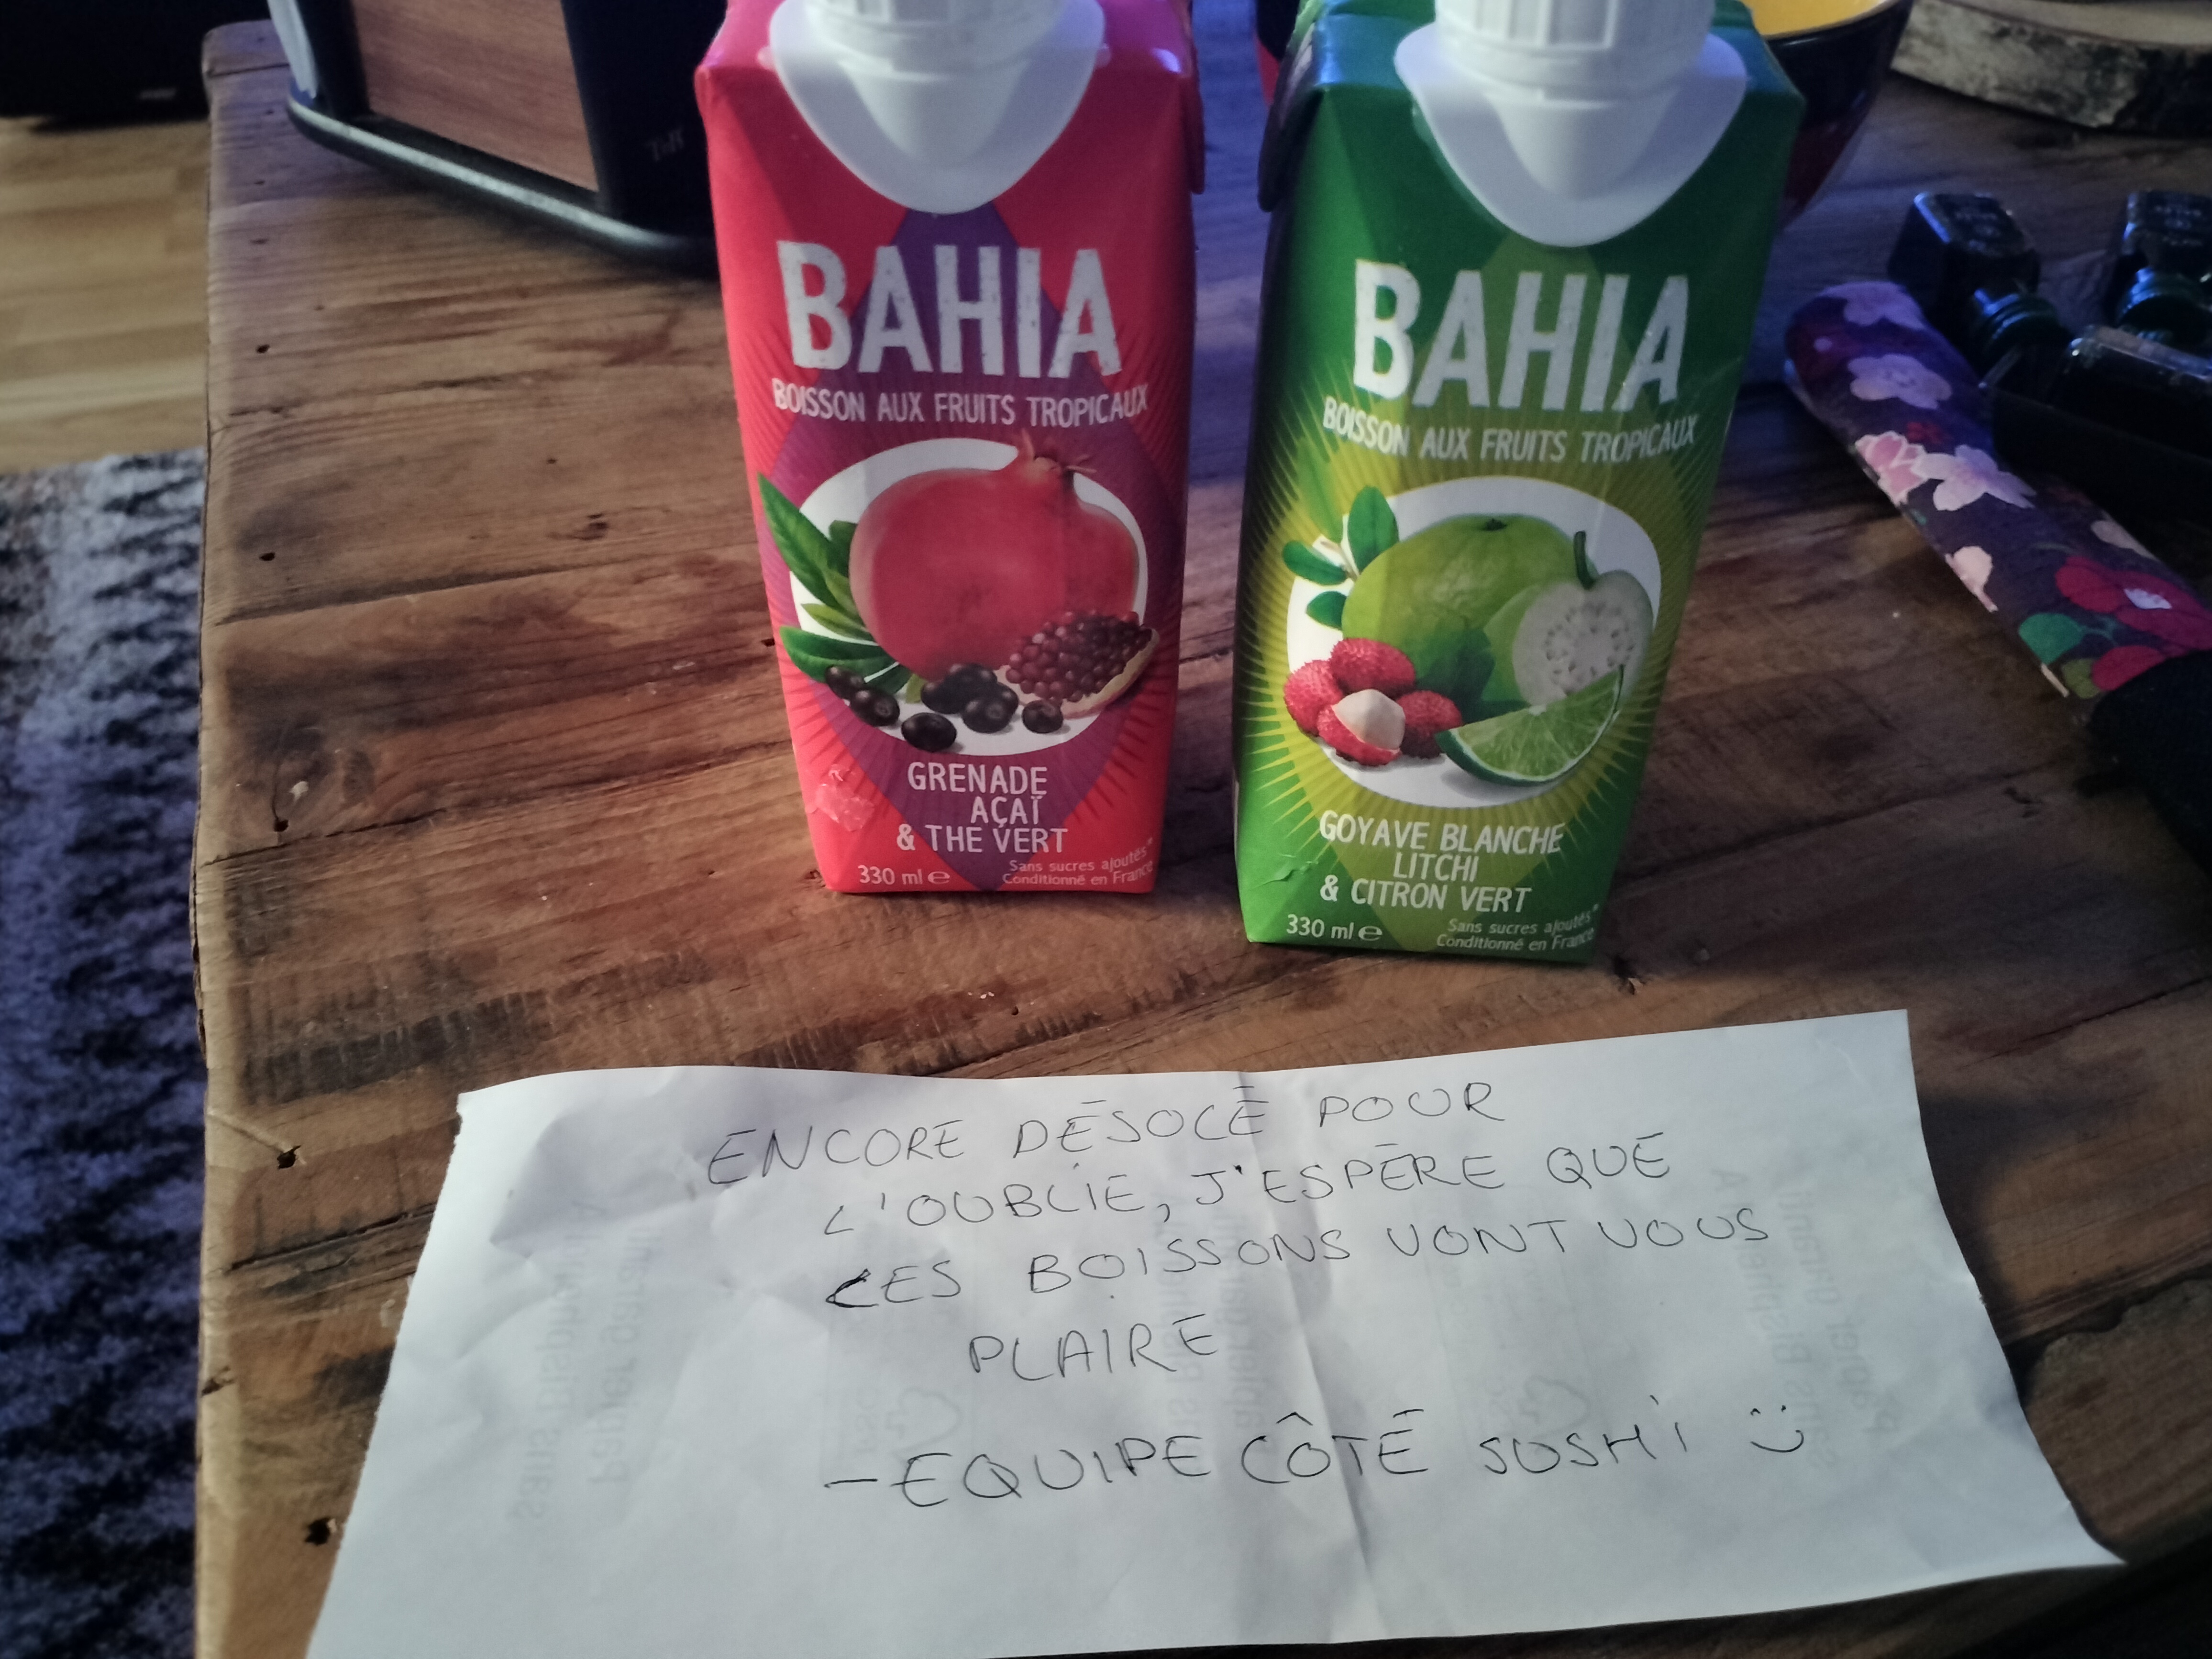 TnB
BAHIA
BOISSON AUX FRUITS TROPICAUX
GRENADE
AÇAÏ
& THE VERT
330 ml e
Sans sucres ajoutés*
Conditionné en France
BAHIA
BOISSON AUX FRUITS TROPICAUX
GOYAVE BLANCHE
LITCHI
& CITRON VERT
330 ml e
Sans sucres ajoutés*
Conditionné en France
ENCORE DÉSOLÉ POUR
L'OUBLIE, J'ESPÈRE QUE
LES BOISSONS VONT VOUS
PLAIRE
-EQUIPE CÔTÉ SUSHI :)